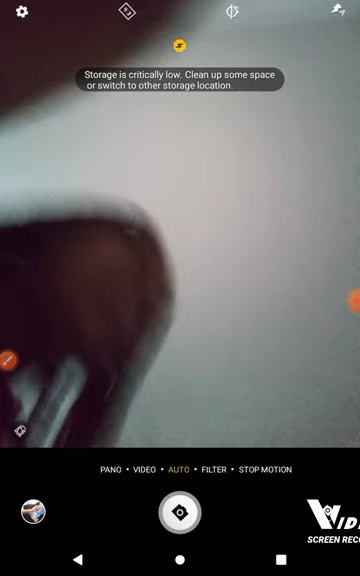 Storage is critically low. Clean up some space
or switch to other storage location.
PANO • VIDEO • AUTO • FILTER • STOP MOTION
VID
SCREEN RECO